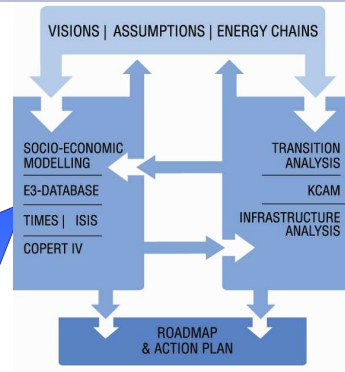 VISIONS | ASSUMPTIONS | ENERGY CHAINS
SOCIO-ECONOMIC
MODELLING
E3-DATABASE
TIMES | ISIS
COPERT IV
TRANSITION
ANALYSIS
KCAM
INFRASTRUCTURE
ANALYSIS
ROADMAP
& ACTION PLAN